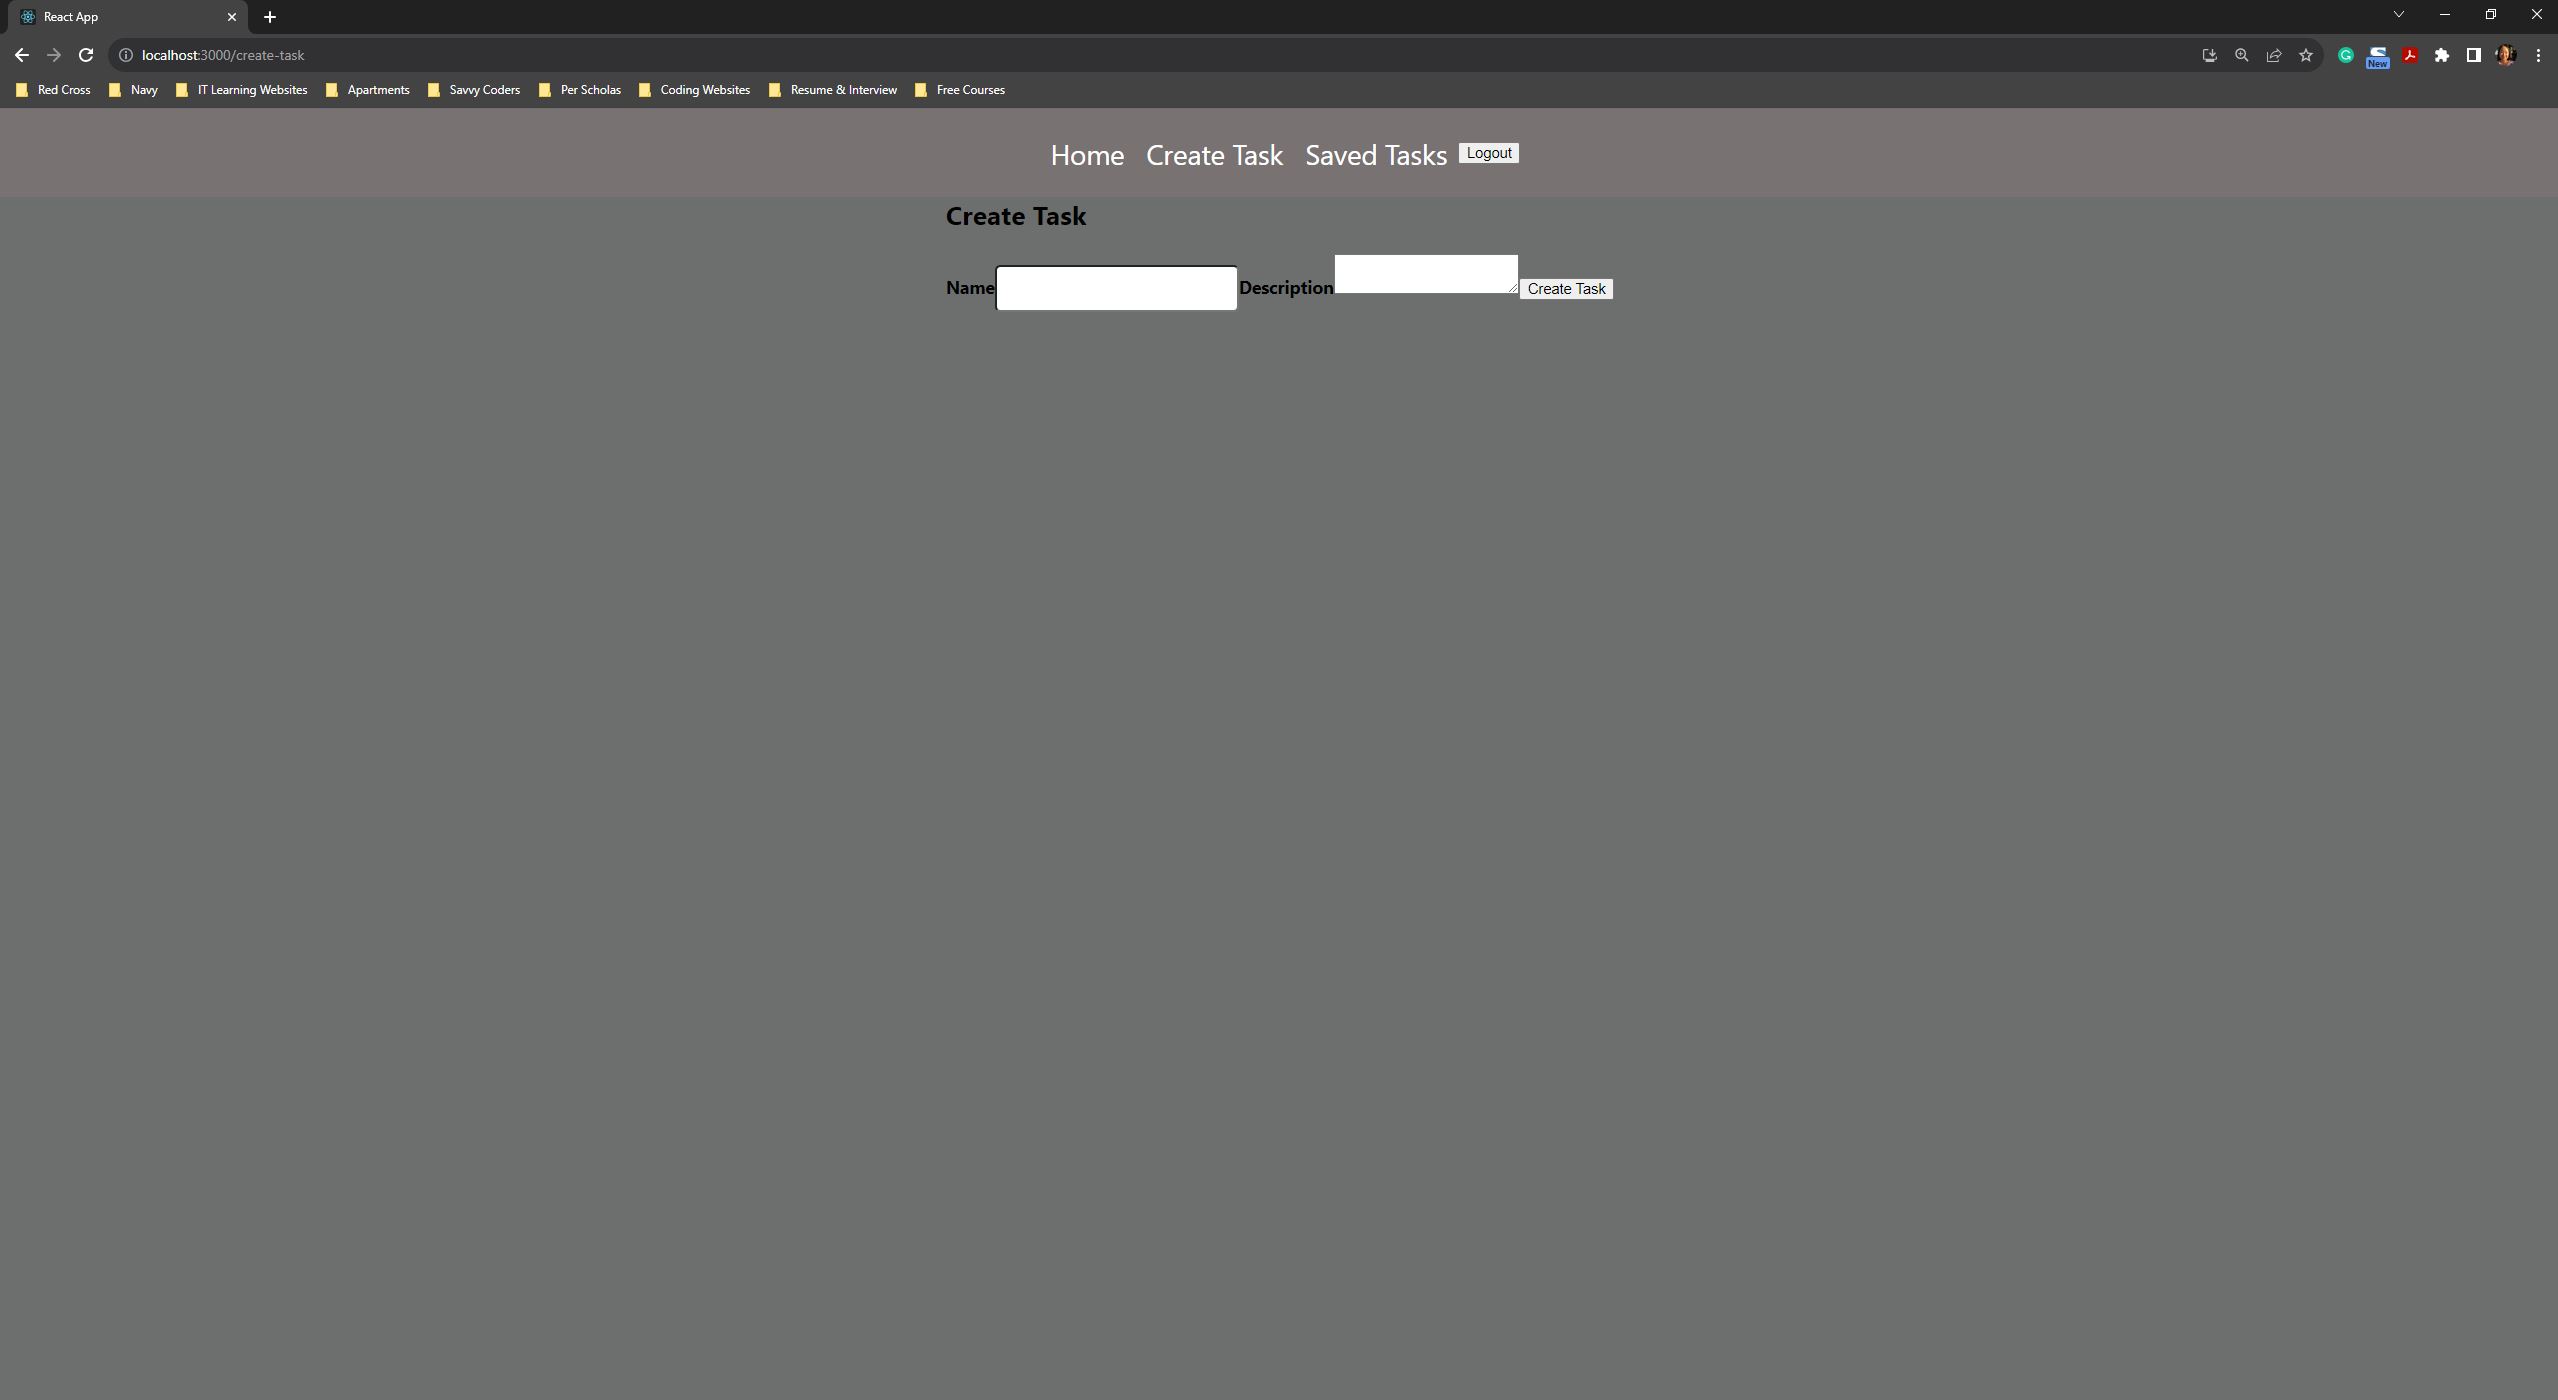 React App
localhost:3000/create-task
New
Red Cross Navy IT Learning Websites Apartments Savvy Coders Per Scholas Coding Websites Resume & Interview Free Courses
Home Create Task Saved Tasks Logout
Create Task
Name Description Create Task